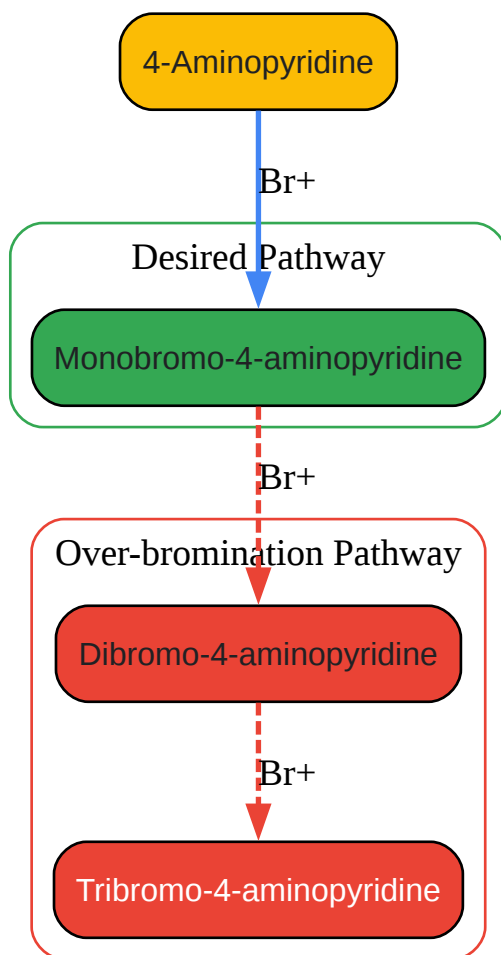 4-Aminopyridine
Br+
Desired Pathway
Monobromo-4-aminopyridine
Br+
Over-bromination Pathway
Dibromo-4-aminopyridine
Br+
Tribromo-4-aminopyridine